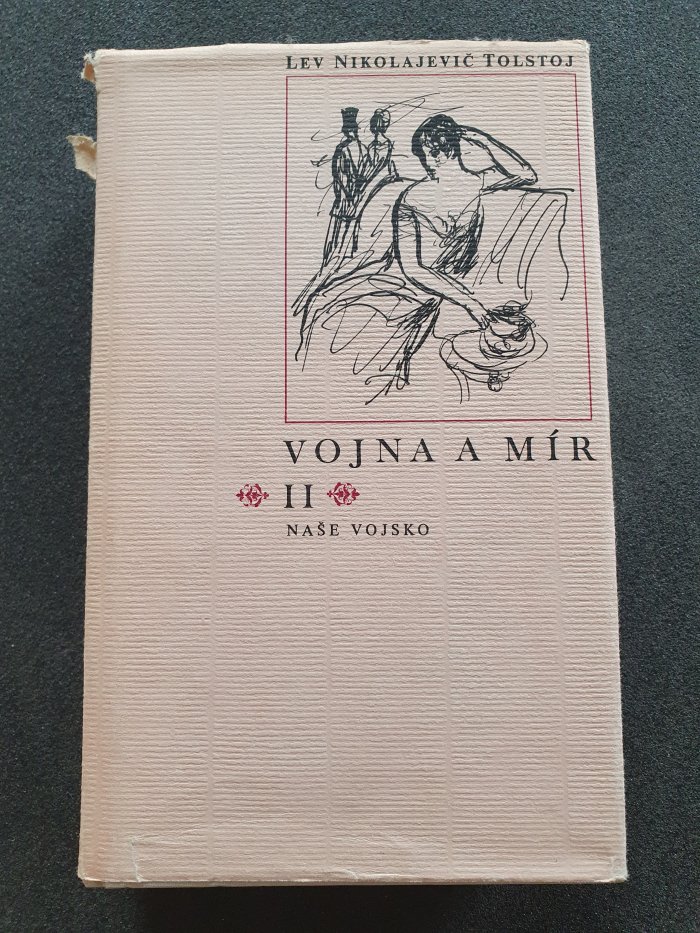 LEV NIKOLAJEVIČ TOLSTOJ
VOJNA A MÍR
II
NAŠE VOJSKO